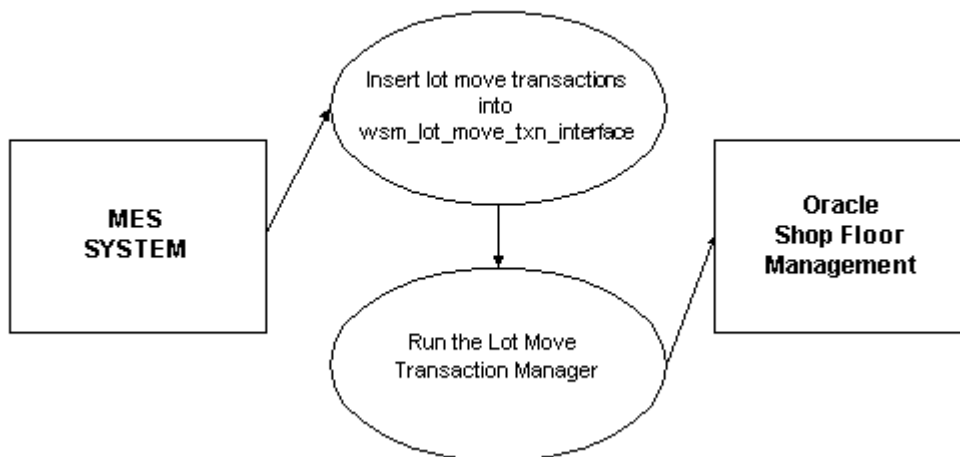 Insert lot move transactions
into
wsm_lot_move_txn_interface
MES
SYSTEM
Oracle
Shop Floor
Management
Run the Lot Move
Transaction Manager